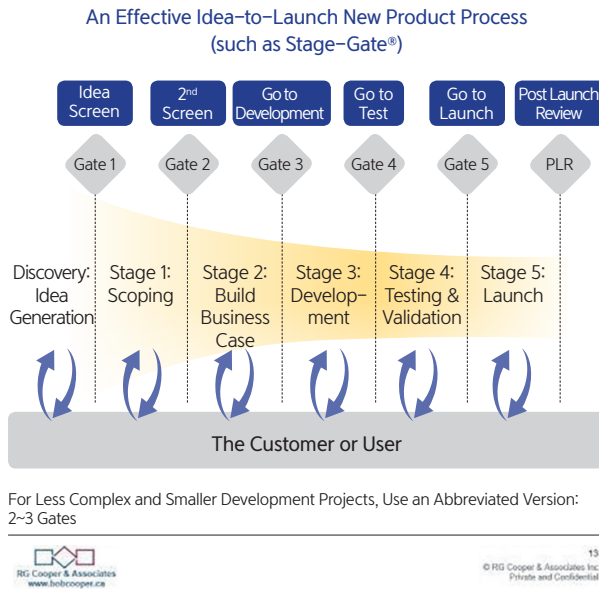 An Effective Idea-to-Launch New Product Process
(such as Stage-Gate®)
Idea
Screen
2nd
Screen
Go to
Development
Go to
Test
Go to
Launch
Post Launch
Review
Gate 1
Gate 2
Gate 3
Gate 4
Gate 5
PLR
Discovery:
Idea
Generation
Stage 1:
Scoping
Stage 2:
Build
Business
Case
Stage 3:
Develop-
ment
Stage 4:
Testing &
Validation
Stage 5:
Launch
The Customer or User
For Less Complex and Smaller Development Projects, Use an Abbreviated Version:
2~3 Gates
RG Cooper & Associates
www.bobcooper.ca
13
© RG Cooper & Associates Inc
Private and Confidential